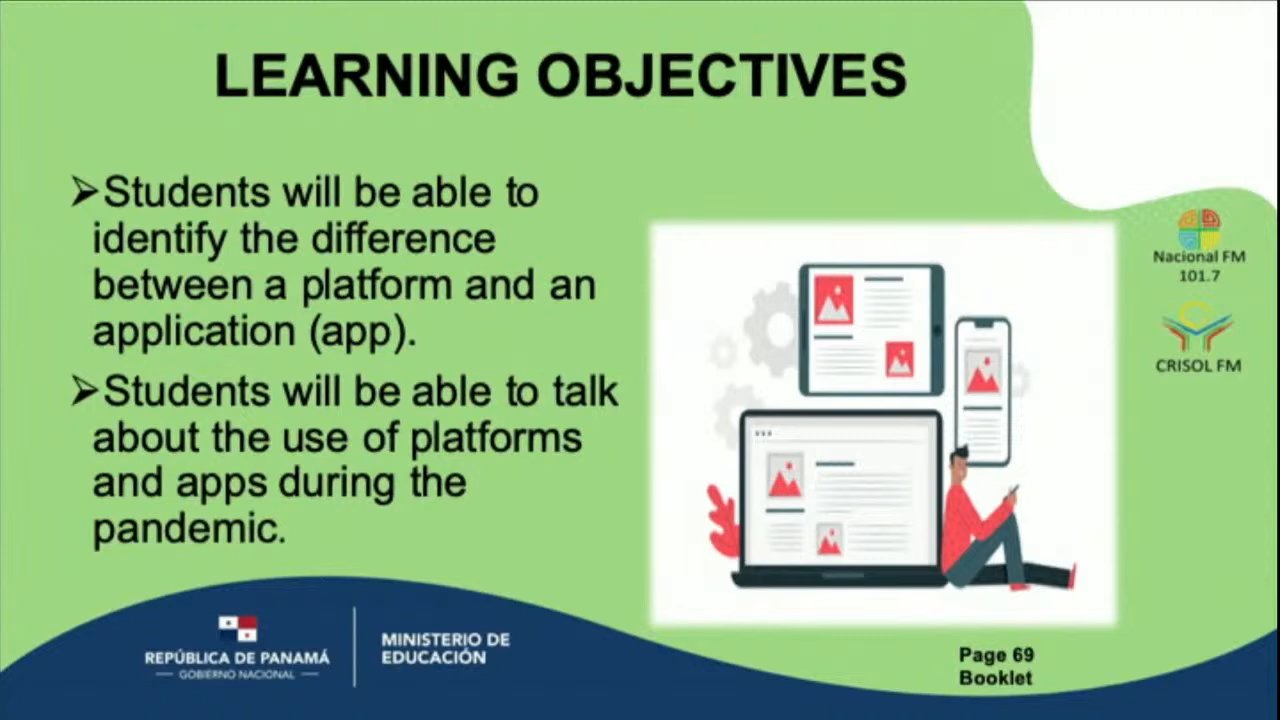 LEARNING OBJECTIVES
➢Students will be able to
identify the difference
between a platform and an
application (app).
➢Students will be able to talk
about the use of platforms
and apps during the
pandemic.
Nacional FM
101.7
CRISOL FM
REPÚBLICA DE PANAMÁ
GOBIERNO NACIONAL
MINISTERIO DE
EDUCACIÓN
Page 69
Booklet